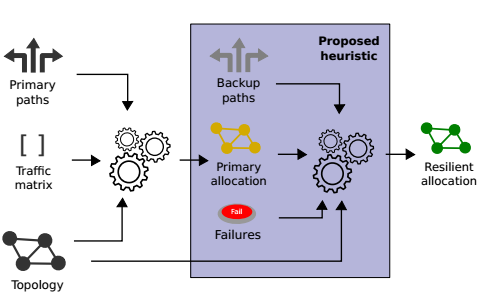 Proposed
heuristic
Primary
paths
Backup
paths
[ ]
Traffic
matrix
Primary
allocation
Resilient
allocation
Fail
Failures
Topology